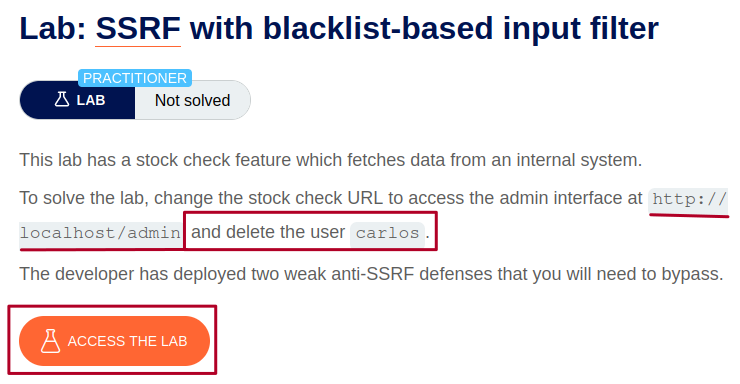 Lab: SSRF with blacklist-based input filter
PRACTITIONER
LAB Not solved
This lab has a stock check feature which fetches data from an internal system.
To solve the lab, change the stock check URL to access the admin interface at http://
localhost/admin and delete the user carlos.
The developer has deployed two weak anti-SSRF defenses that you will need to bypass.
ACCESS THE LAB